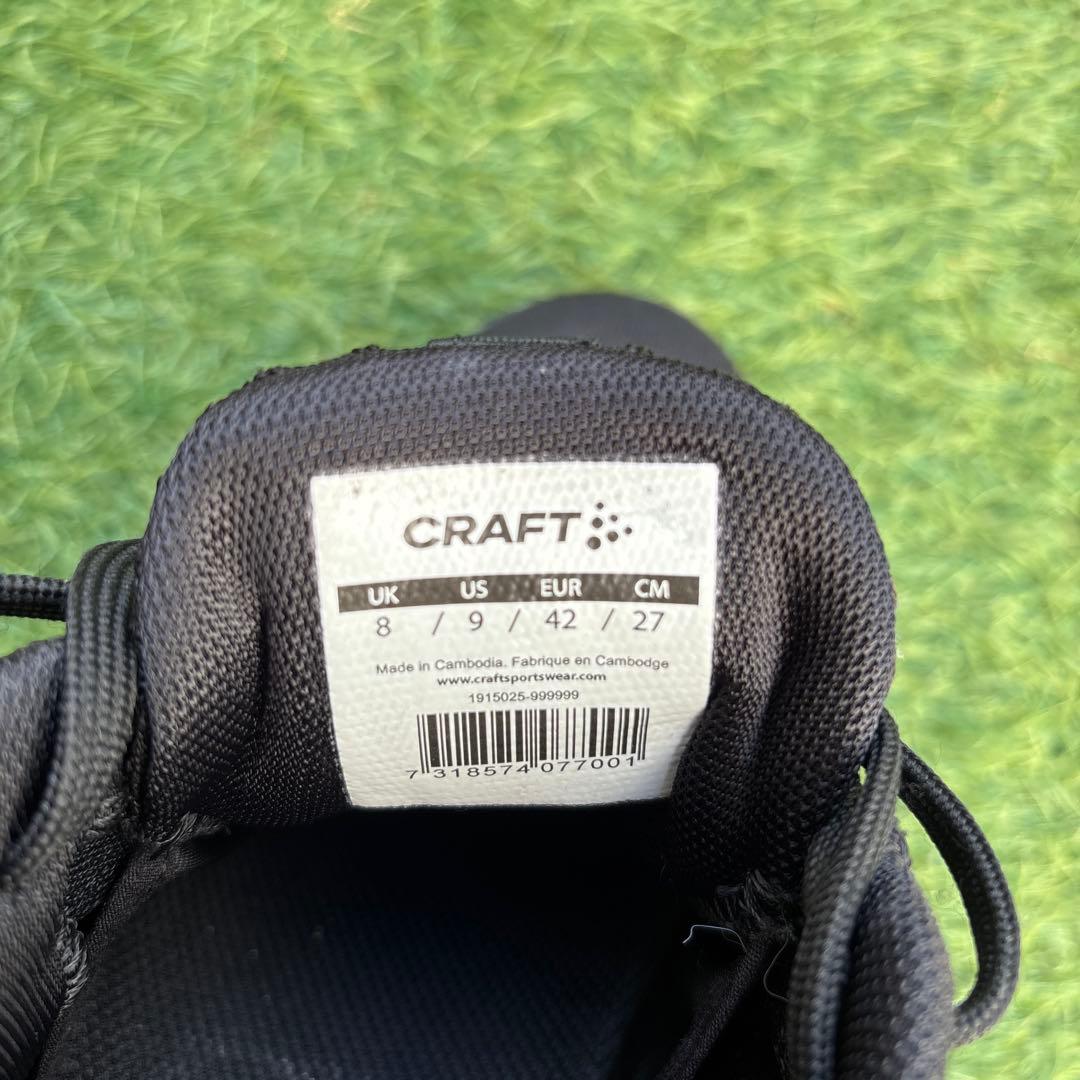 CRAFT
UK US EUR CM
8 / 9 / 42 / 27
Made in Cambodia. Fabrique en Cambodge
www.craftsportswear.com
1915025-999999
7 318574 077001